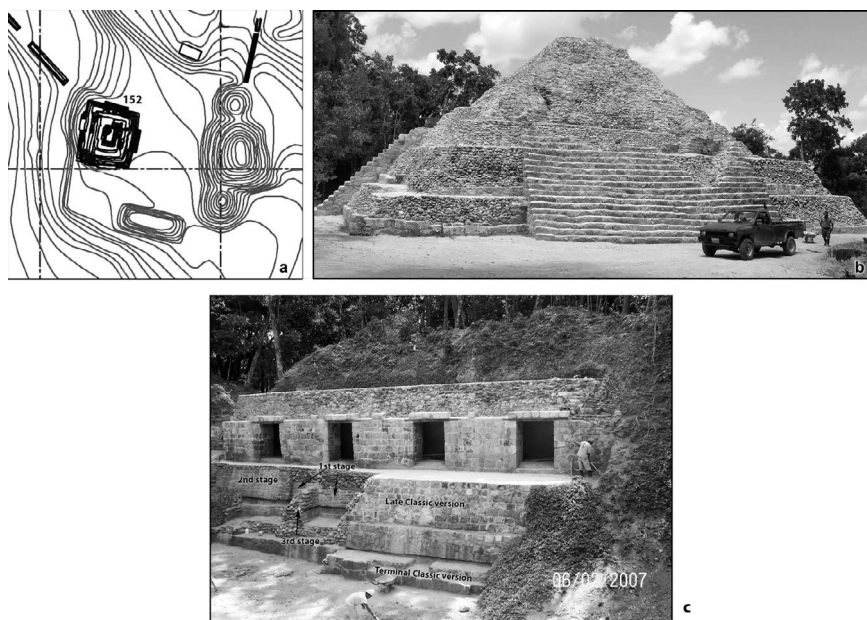 152
a
b
1st stage
2nd stage
Late Classic version
3rd stage
Terminal Classic version
06/02/2007
c